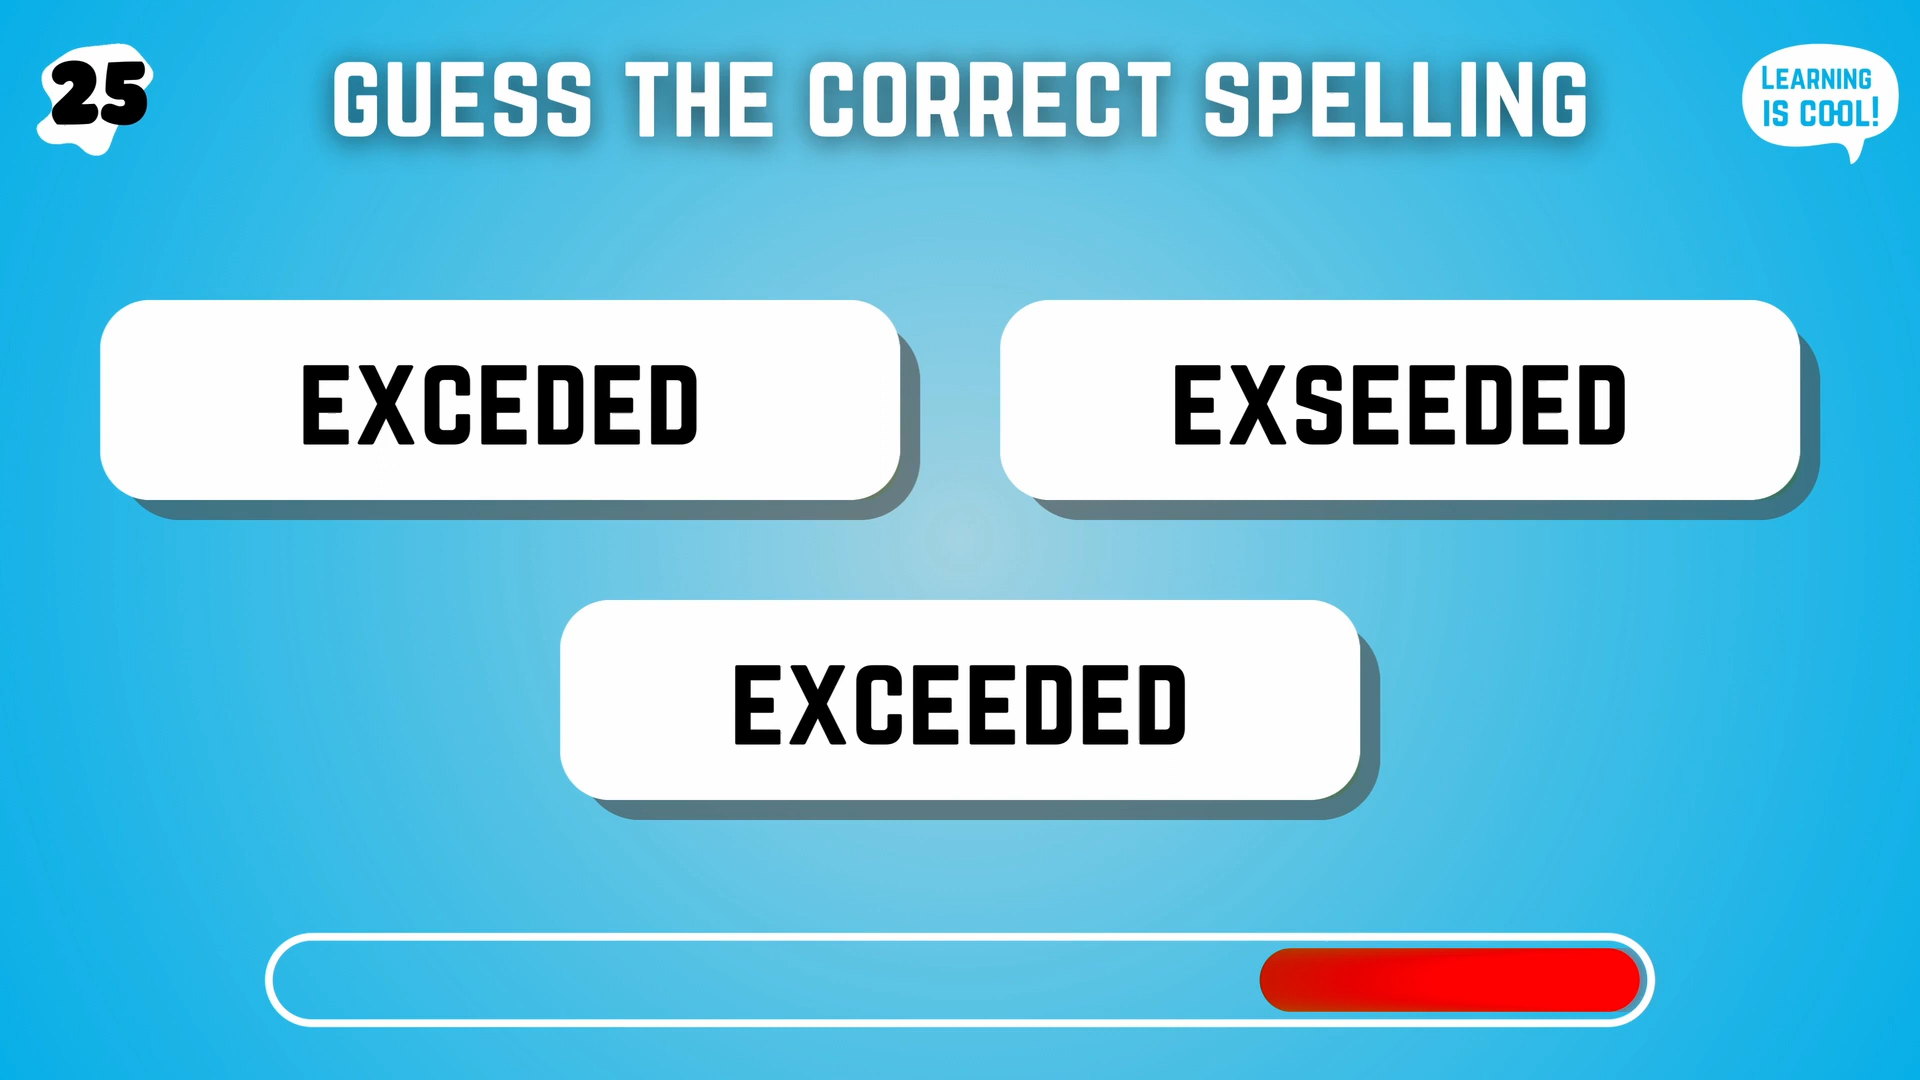 25
GUESS THE CORRECT SPELLING
LEARNING
IS COOL!
EXCEDED
EXSEEDED
EXCEEDED